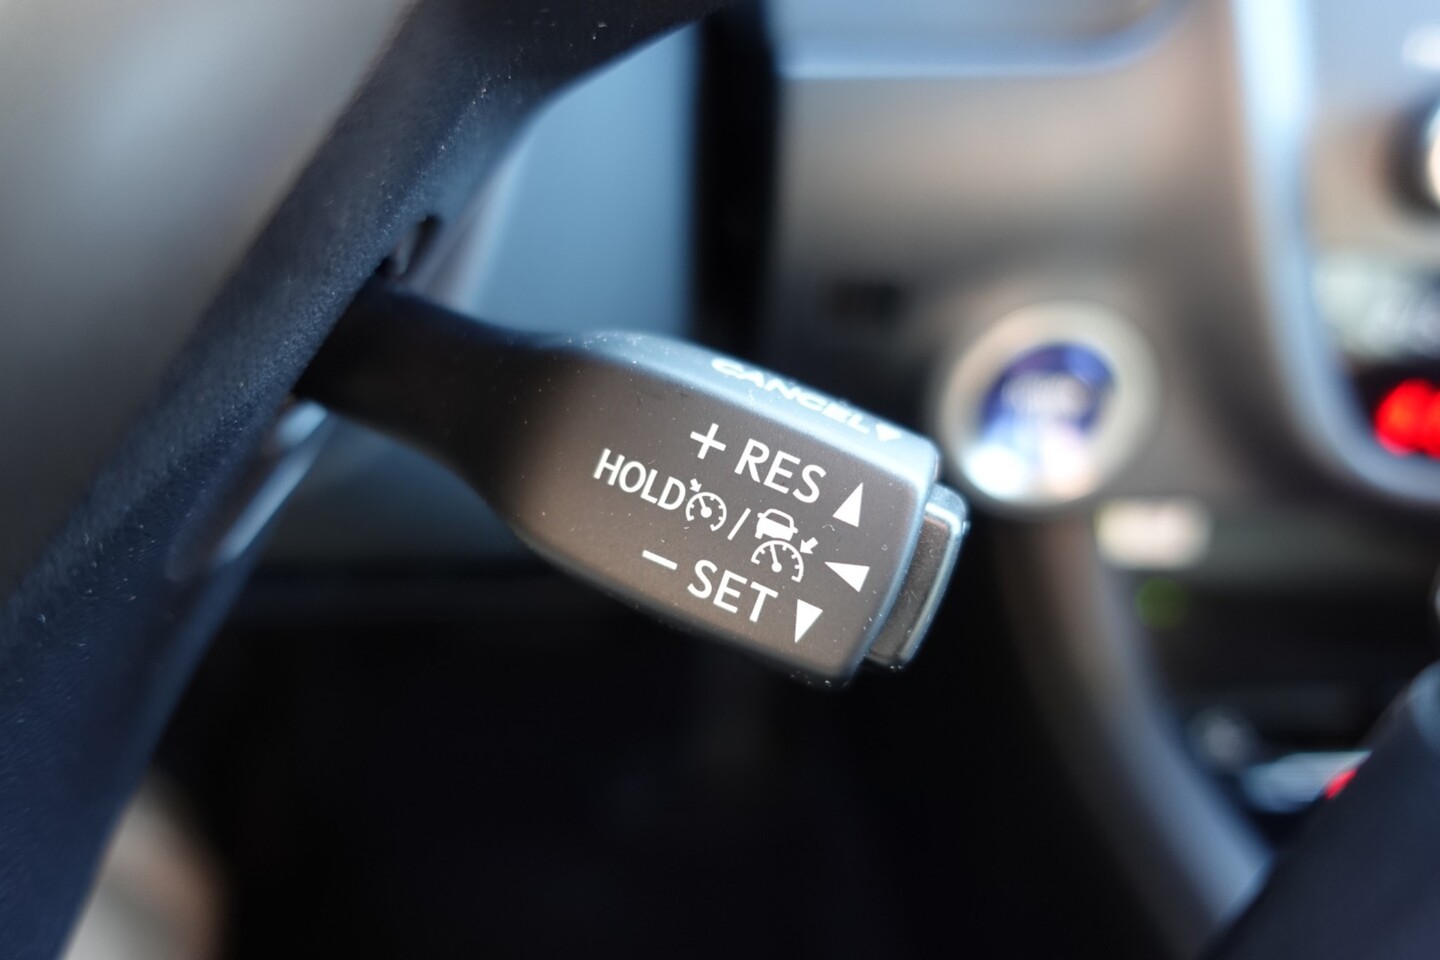 CANCEL
+ RES
HOLD /
− SET